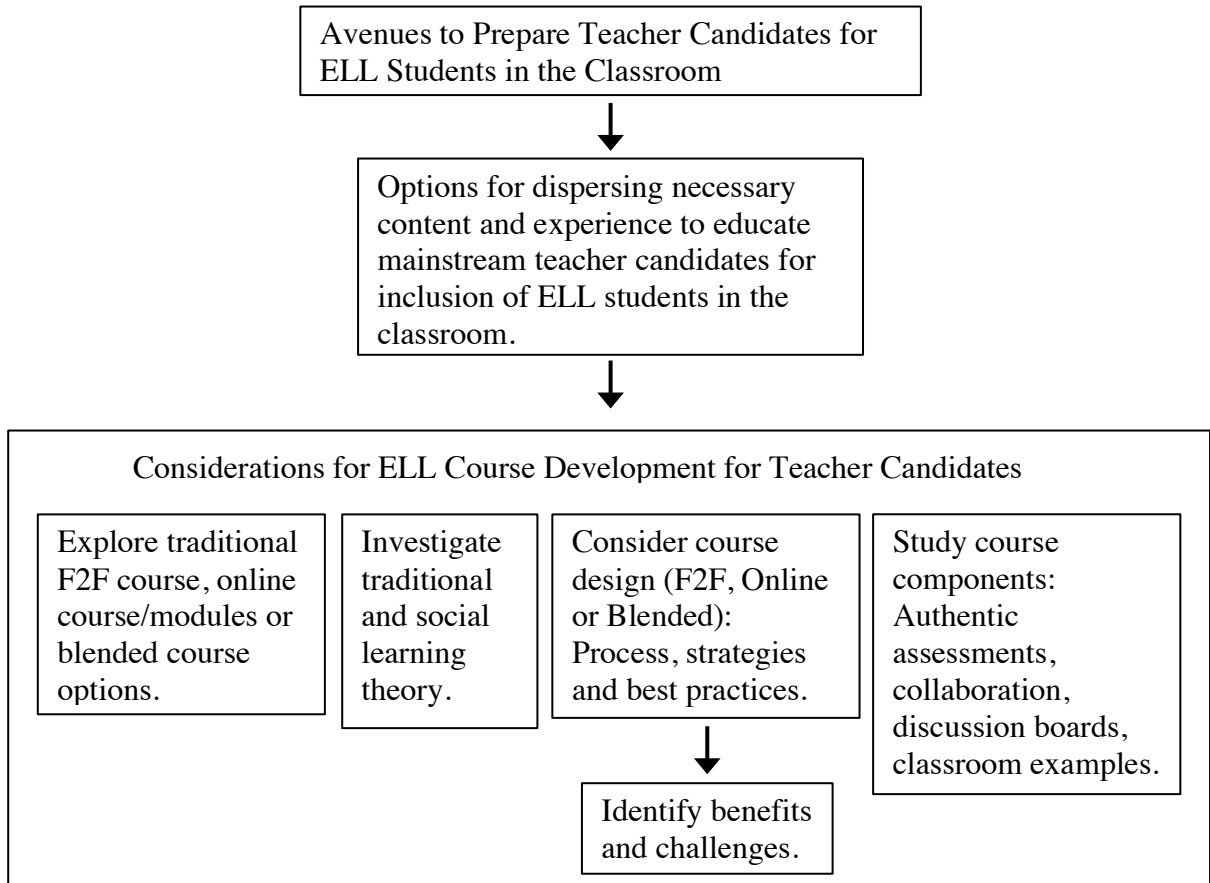 Avenues to Prepare Teacher Candidates for
ELL Students in the Classroom
Options for dispersing necessary
content and experience to educate
mainstream teacher candidates for
inclusion of ELL students in the
classroom.
Considerations for ELL Course Development for Teacher Candidates
Explore traditional
F2F course, online
course/modules or
blended course
options.
Investigate
traditional
and social
learning
theory.
Consider course
design (F2F, Online
or Blended):
Process, strategies
and best practices.
Study course
components:
Authentic
assessments,
collaboration,
discussion boards,
classroom examples.
Identify benefits
and challenges.